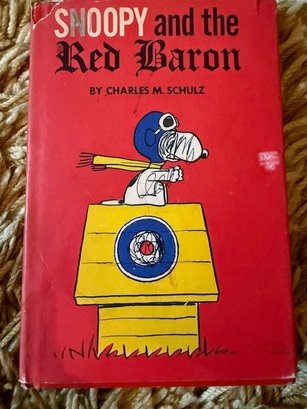 SNOOPY and the
Red Baron
BY CHARLES M. SCHULZ